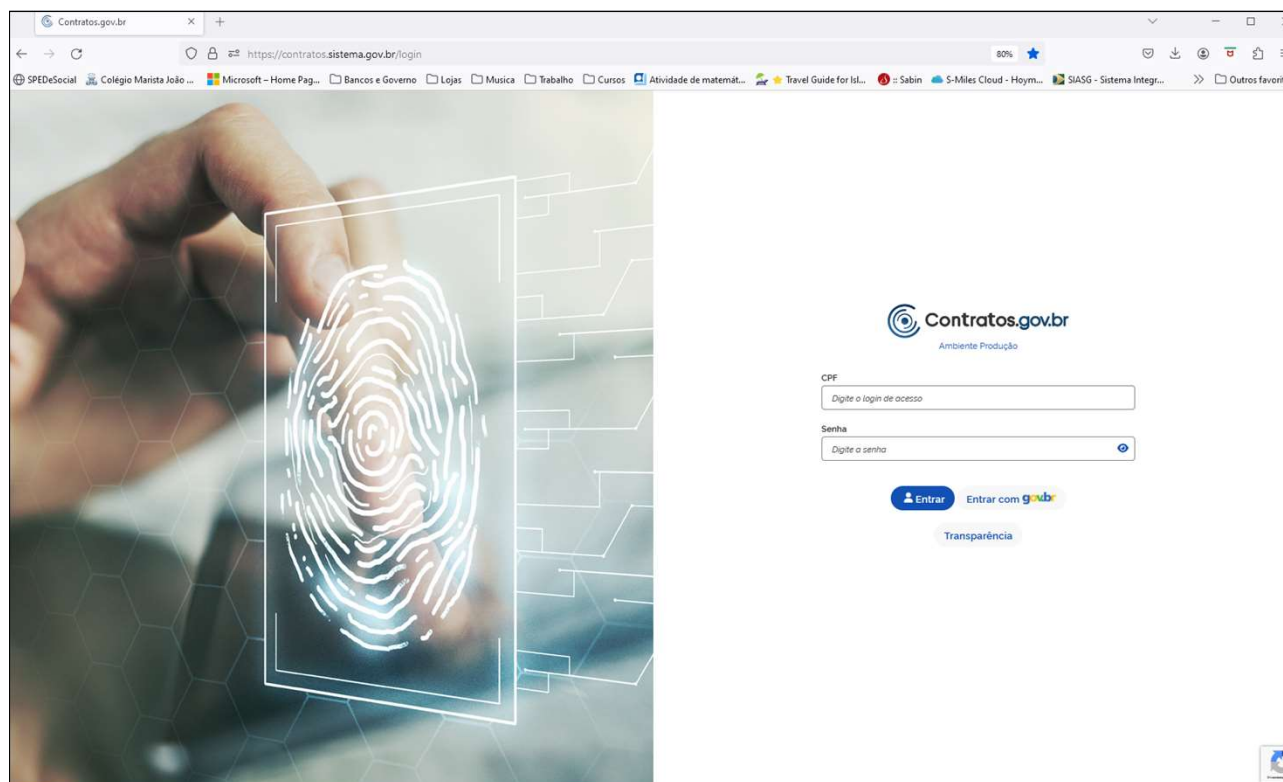 Contratos.gov.br
https://contratos.sistema.gov.br/login
80%
SPEDeSocial Colégio Marista João ... Microsoft – Home Pag... Bancos e Governo Lojas Musica Trabalho Cursos Atividade de matemát... Travel Guide for Isl... :: Sabin S-Miles Cloud - Hoym... SIASG - Sistema Integr... Outros favorit
Contratos.gov.br
Ambiente Produção
CPF
Digite o login de acesso
Senha
Digite a senha
Entrar Entrar com gov.br
Transparência